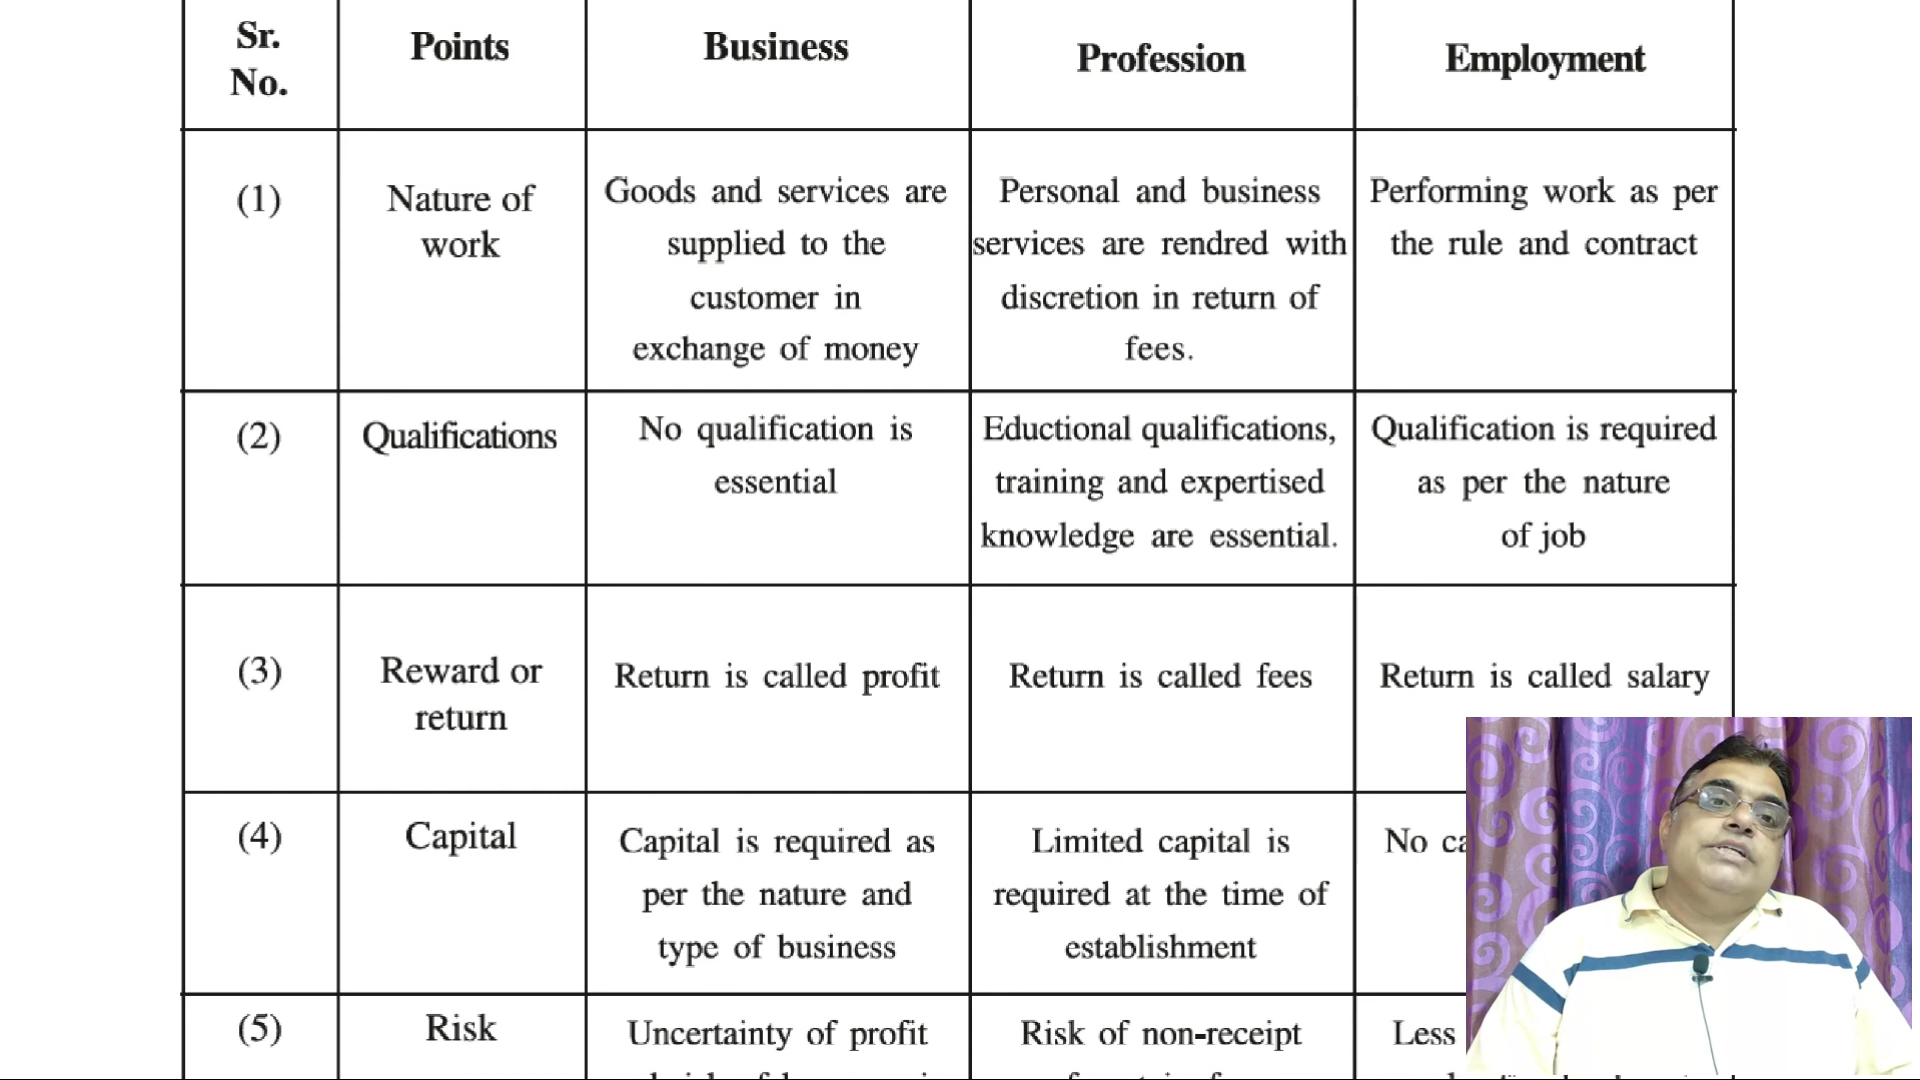 Sr.
No.
Points
Business
Profession
Employment
(1)
Nature of
work
Goods and services are
supplied to the
customer in
exchange of money
Personal and business
services are rendred with
discretion in return of
fees.
Performing work as per
the rule and contract
(2)
Qualifications
No qualification is
essential
Eductional qualifications,
training and expertised
knowledge are essential.
Qualification is required
as per the nature
of job
(3)
Reward or
return
Return is called profit
Return is called fees
Return is called salary
(4)
Capital
Capital is required as
per the nature and
type of business
Limited capital is
required at the time of
establishment
No
(5)
Risk
Uncertainty of profit
Risk of non-receipt
Less